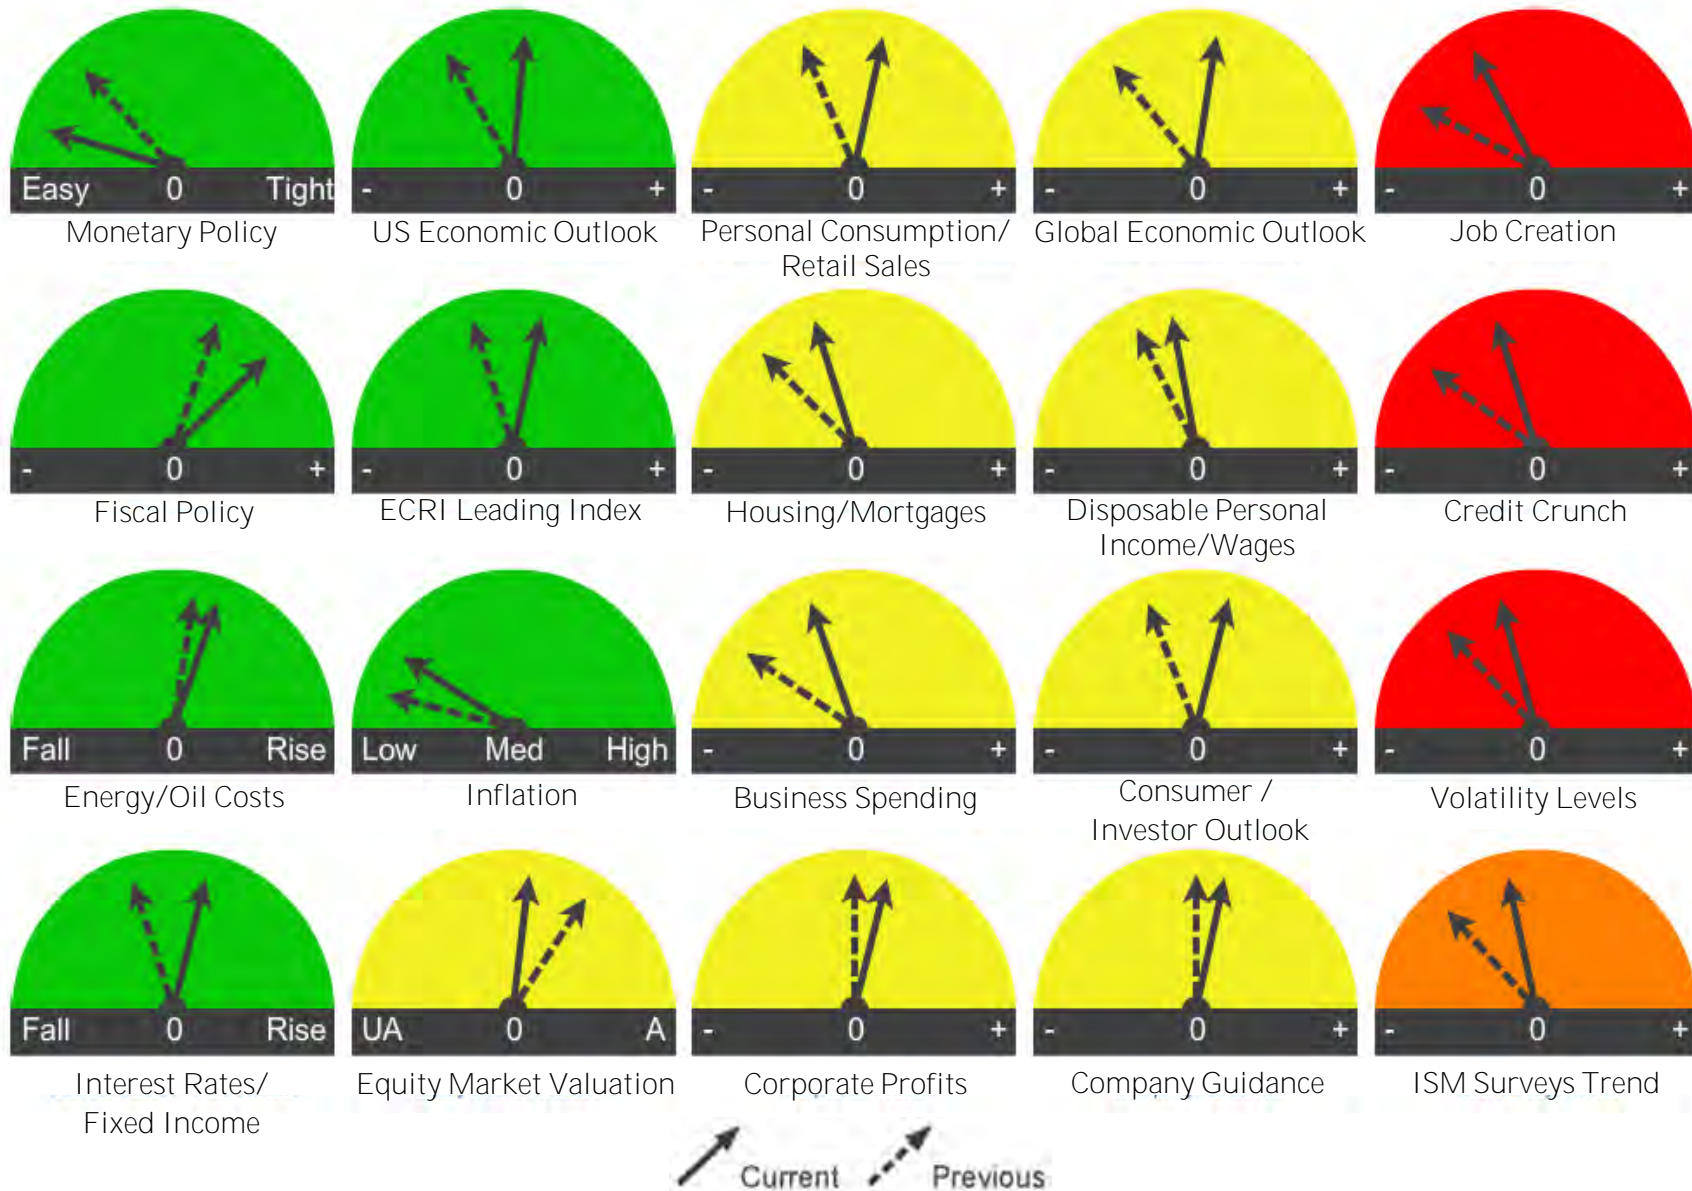 Easy 0 Tight
- 0 +
- 0 +
- 0 +
- 0 +
Monetary Policy
US Economic Outlook
Personal Consumption/
Retail Sales
Global Economic Outlook
Job Creation
- 0 +
- 0 +
- 0 +
- 0 +
- 0 +
Fiscal Policy
ECRI Leading Index
Housing/Mortgages
Disposable Personal
Income/Wages
Credit Crunch
Fall 0 Rise
Low Med High
- 0 +
- 0 +
- 0 +
Energy/Oil Costs
Inflation
Business Spending
Consumer /
Investor Outlook
Volatility Levels
Fall 0 Rise
UA 0 A
- 0 +
- 0 +
- 0 +
Interest Rates/
Fixed Income
Equity Market Valuation
Corporate Profits
Company Guidance
ISM Surveys Trend
Current Previous